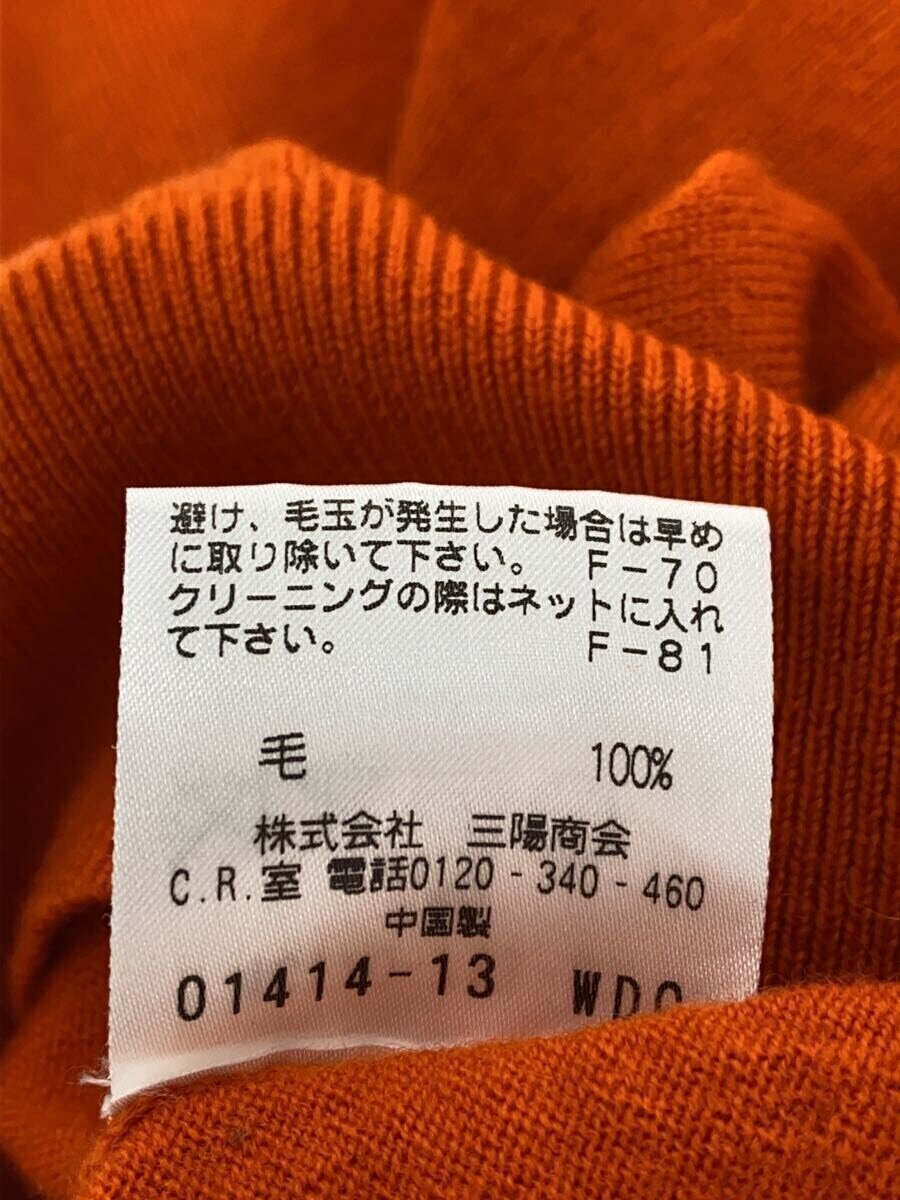 避け、毛玉が発生した場合は早め
に取り除いて下さい。 F-70
クリーニングの際はネットに入れ
て下さい。 F-81
毛 100%
株式会社 三陽商会
C.R.室 電話0120-340-460
中国製
01414-13